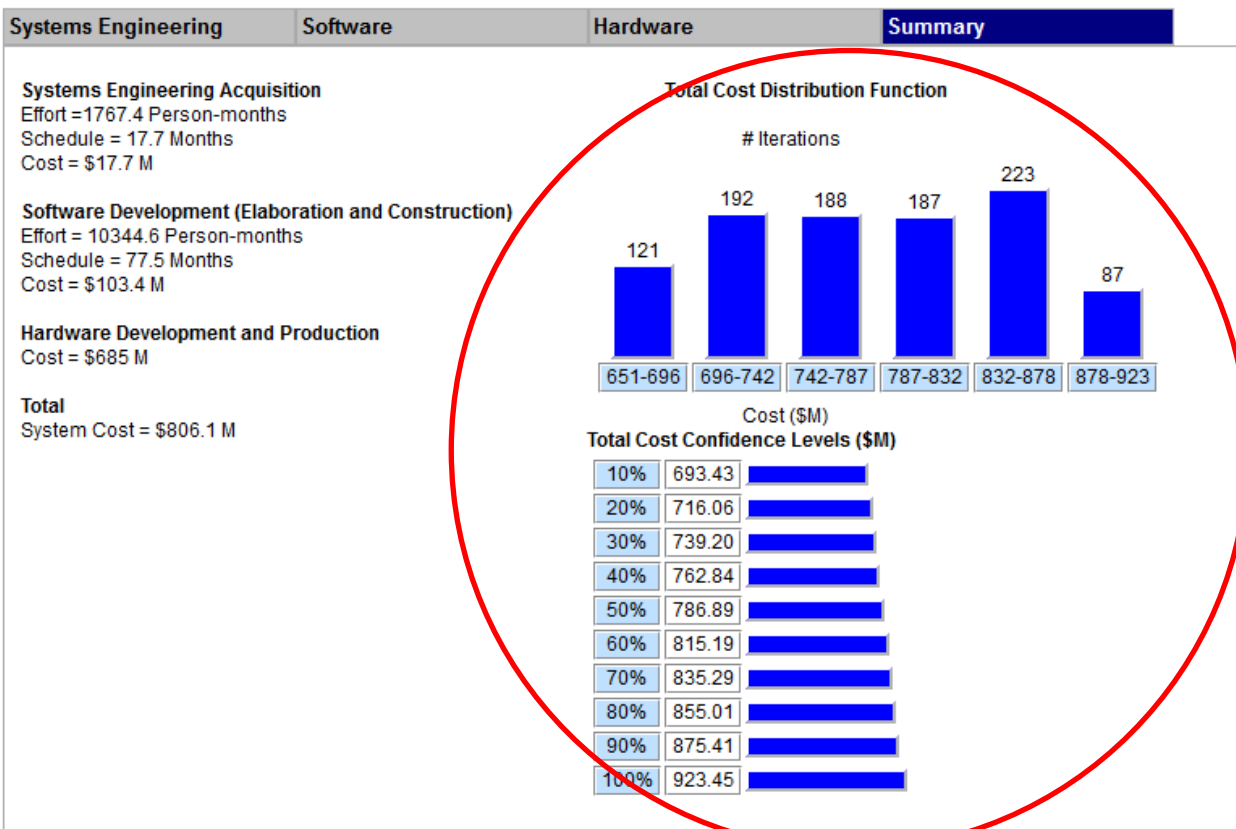 Systems Engineering Software Hardware Summary
Systems Engineering Acquisition
Effort =1767.4 Person-months
Schedule = 17.7 Months
Cost = $17.7 M
Software Development (Elaboration and Construction)
Effort = 10344.6 Person-months
Schedule = 77.5 Months
Cost = $103.4 M
Hardware Development and Production
Cost = $685 M
Total
System Cost = $806.1 M
Total Cost Distribution Function
# Iterations
121 192 188 187 223 87
651-696 696-742 742-787 787-832 832-878 878-923
Cost ($M)
Total Cost Confidence Levels ($M)
10% 693.43
20% 716.06
30% 739.20
40% 762.84
50% 786.89
60% 815.19
70% 835.29
80% 855.01
90% 875.41
100% 923.45